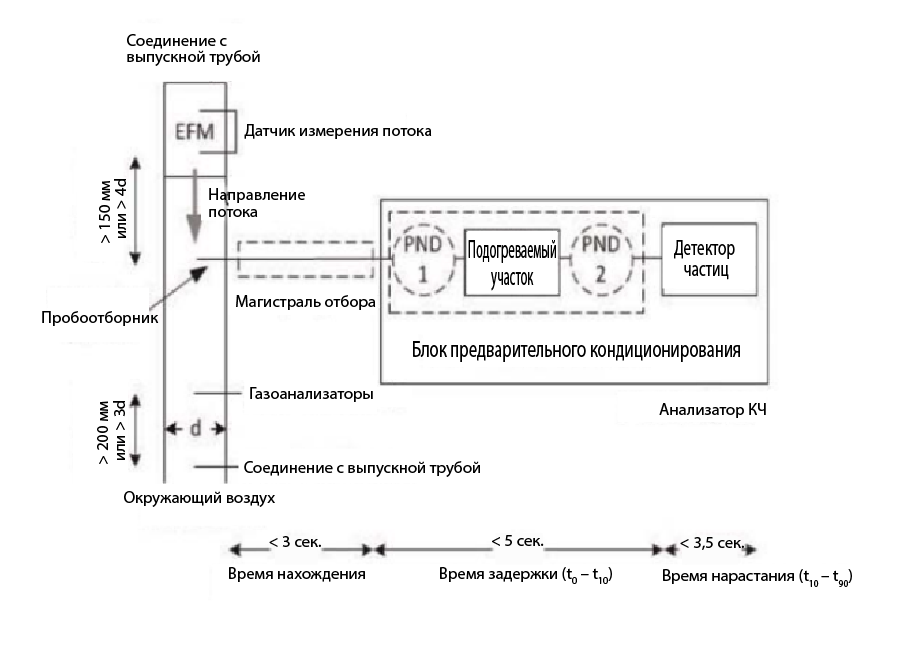 Соединение с
выпускной трубой
EFM
Датчик измерения потока
> 150 мм
или > 4d
Направление
потока
PND
1
Подогреваемый
участок
PND
2
Детектор
частиц
Магистраль отбора
Пробоотборник
Блок предварительного кондиционирования
Газоанализаторы
Анализатор КЧ
> 200 мм
или > 3d
d
Соединение с выпускной трубой
Окружающий воздух
< 3 сек.
< 5 сек.
< 3,5 сек.
Время нахождения
Время задержки (t0 – t10)
Время нарастания (t10 – t90)